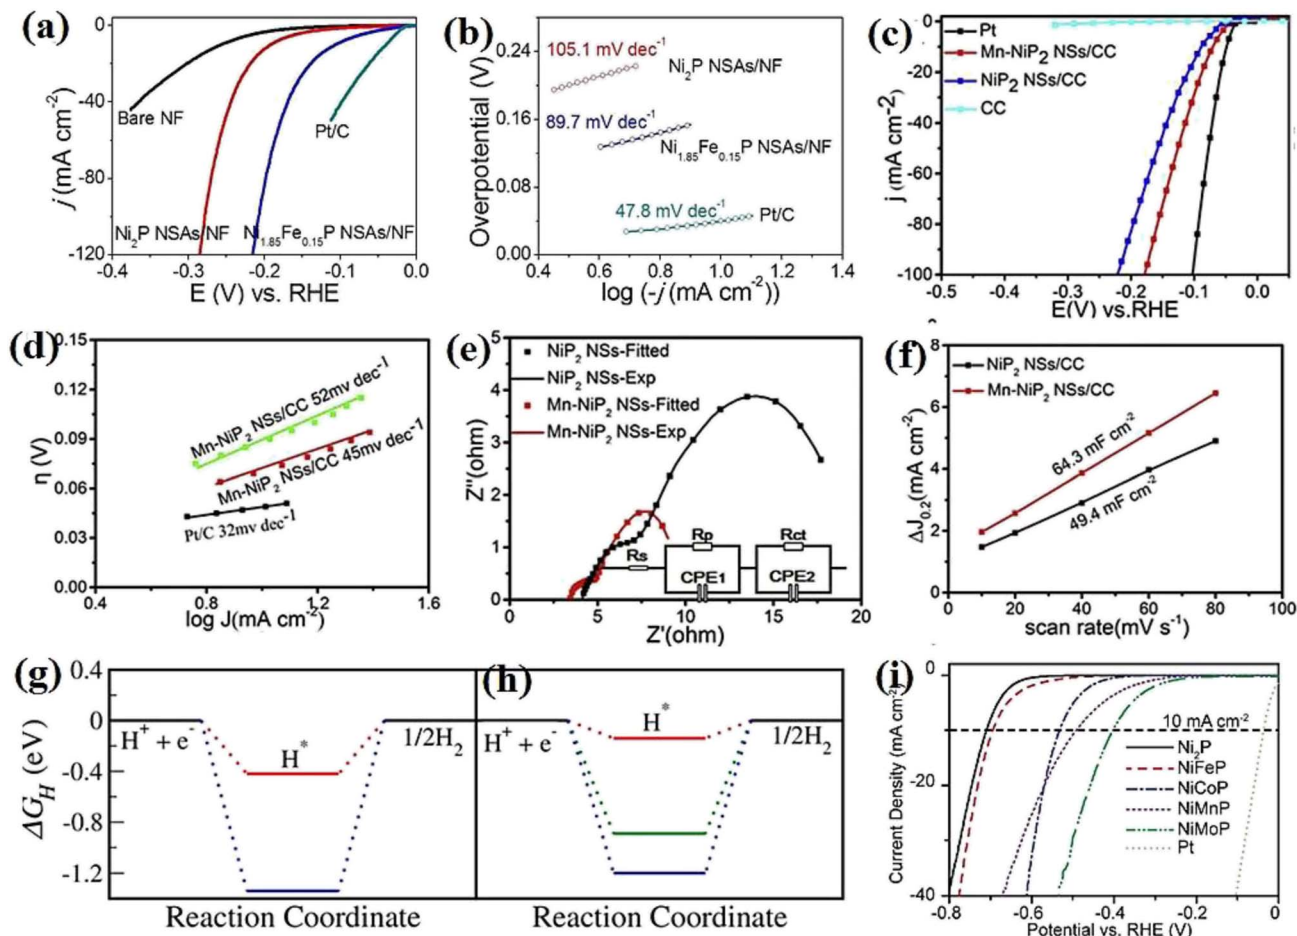 (a)
0
-40
-80
-120
j (mA cm-2)
Bare NF
Pt/C
Ni2P NSAs/NF
Ni1.85Fe0.15P NSAs/NF
-0.4
-0.3
-0.2
-0.1
0.0
E (V) vs. RHE
(b)
0.24
0.16
0.08
0.00
Overpotential (V)
105.1 mV dec-1
Ni2P NSAs/NF
89.7 mV dec-1
Ni1.85Fe0.15P NSAs/NF
47.8 mV dec-1
Pt/C
0.4
0.6
0.8
1.0
1.2
1.4
log (-j (mA cm-2))
(c)
0
-20
-40
-60
-80
-100
j (mA cm-2)
Pt
Mn-NiP2 NSs/CC
NiP2 NSs/CC
CC
-0.5
-0.4
-0.3
-0.2
-0.1
0.0
E(V) vs.RHE
(d)
0.15
0.12
0.09
0.06
0.03
0.00
η (V)
Mn-NiP2 NSs/CC 52mv dec-1
Mn-NiP2 NSs/CC 45mv dec-1
Pt/C 32mv dec-1
0.4
0.8
1.2
1.6
log J(mA cm-2)
(e)
5
4
3
2
1
0
Z''(ohm)
NiP2 NSs-Fitted
NiP2 NSs-Exp
Mn-NiP2 NSs-Fitted
Mn-NiP2 NSs-Exp
Rs
Rp
CPE1
Rct
CPE2
0
5
10
15
20
Z'(ohm)
(f)
8
6
4
2
0
ΔJ0.2(mA cm-2)
NiP2 NSs/CC
Mn-NiP2 NSs/CC
64.3 mF cm-2
49.4 mF cm-2
0
20
40
60
80
100
scan rate(mV s-1)
(g)
0.4
0
-0.4
-0.8
-1.2
ΔGH (eV)
H+ + e-
H*
1/2H2
Reaction Coordinate
(h)
H+ + e-
H*
1/2H2
Reaction Coordinate
(i)
0
-20
-40
Current Density (mA cm-2)
10 mA cm-2
Ni2P
NiFeP
NiCoP
NiMnP
NiMoP
Pt
-0.8
-0.6
-0.4
-0.2
0
Potential vs. RHE (V)